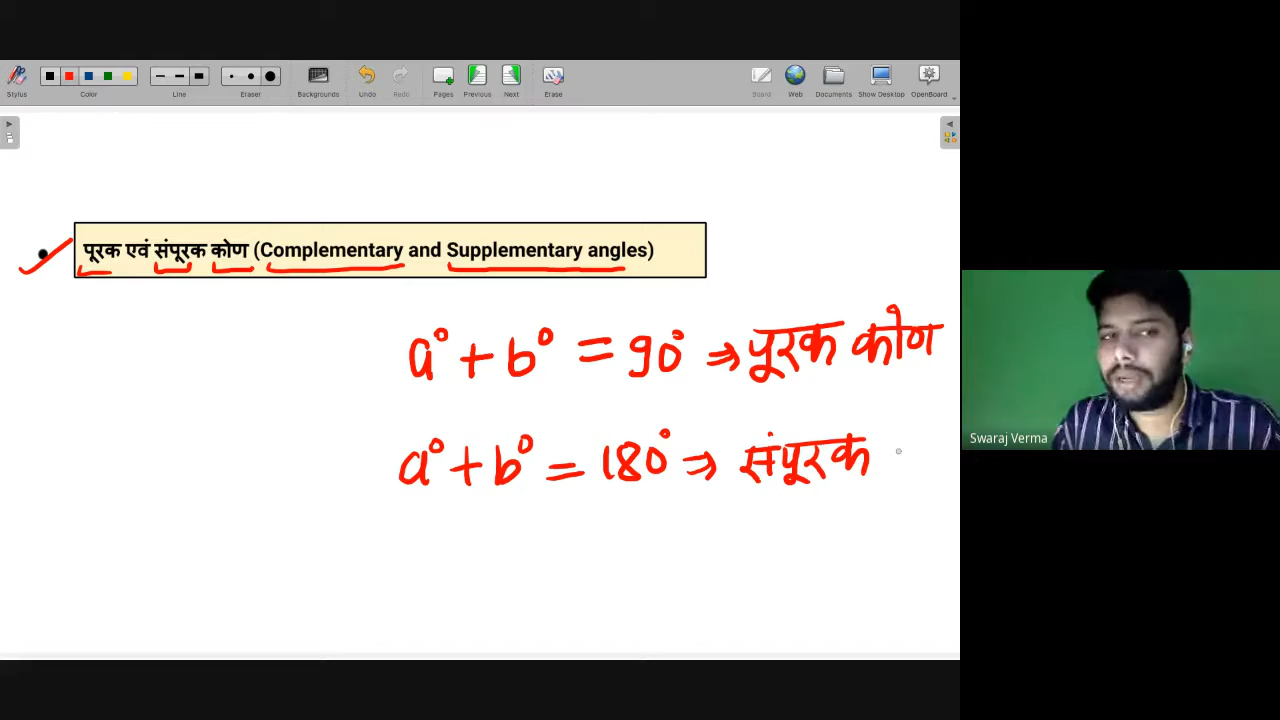 Stylus
Color
Line
Eraser
Backgrounds
Undo
Redo
Pages
Previous
Next
Erase
Board
Web
Documents
Show Desktop
OpenBoard
पूरक एवं संपूरक कोण (Complementary and Supplementary angles)
a° + b° = 90° ⇒ पूरक कोण
a° + b° = 180° ⇒ संपूरक
Swaraj Verma